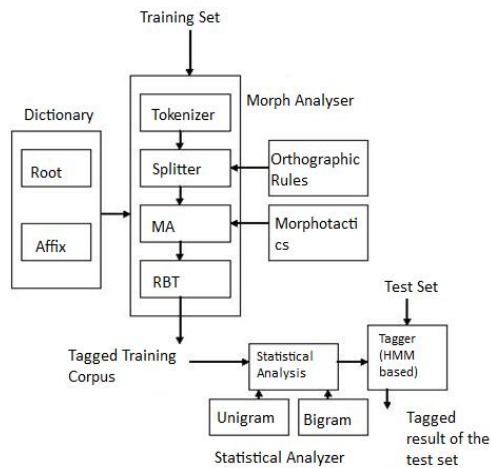 Training Set
Morph Analyser
Dictionary
Tokenizer
Root
Splitter
Orthographic
Rules
Affix
MA
Morphotacti
cs
RBT
Test Set
Tagged Training
Corpus
Statistical
Analysis
Tagger
(HMM
based)
Unigram
Bigram
Tagged
result of the
test set
Statistical Analyzer